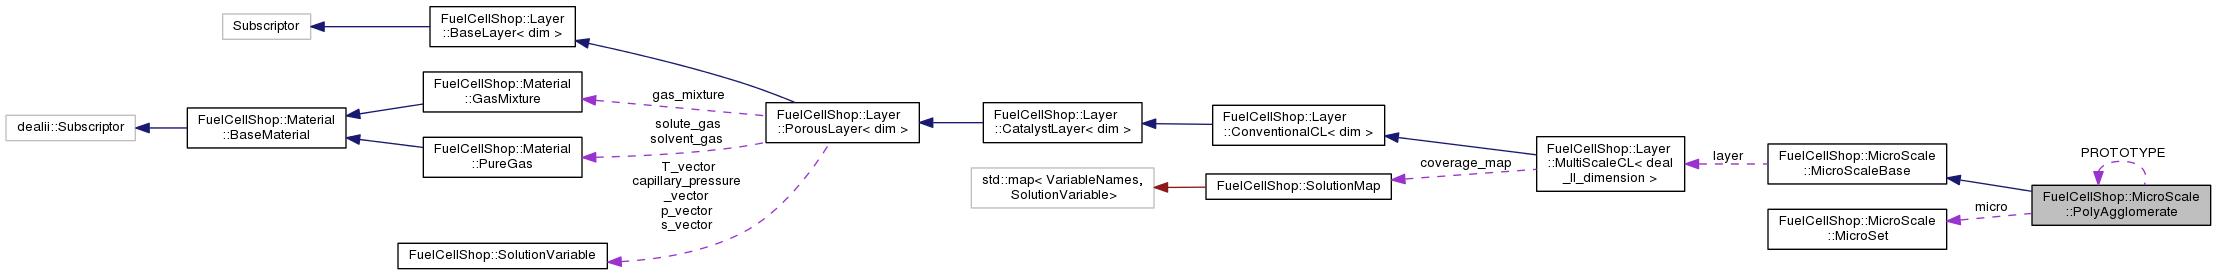 Subscriptor
FuelCellShop::Layer
::BaseLayer< dim >
dealii::Subscriptor
FuelCellShop::Material
::BaseMaterial
FuelCellShop::Material
::GasMixture
FuelCellShop::Material
::PureGas
FuelCellShop::SolutionVariable
gas_mixture
solute_gas
solvent_gas
T_vector
capillary_pressure
_vector
p_vector
s_vector
FuelCellShop::Layer
::PorousLayer< dim >
FuelCellShop::Layer
::CatalystLayer< dim >
FuelCellShop::Layer
::ConventionalCL< dim >
std::map< VariableNames,
SolutionVariable>
FuelCellShop::SolutionMap
coverage_map
FuelCellShop::Layer
::MultiScaleCL< deal
_II_dimension >
layer
FuelCellShop::MicroScale
::MicroScaleBase
FuelCellShop::MicroScale
::MicroSet
micro
PROTOTYPE
FuelCellShop::MicroScale
::PolyAgglomerate